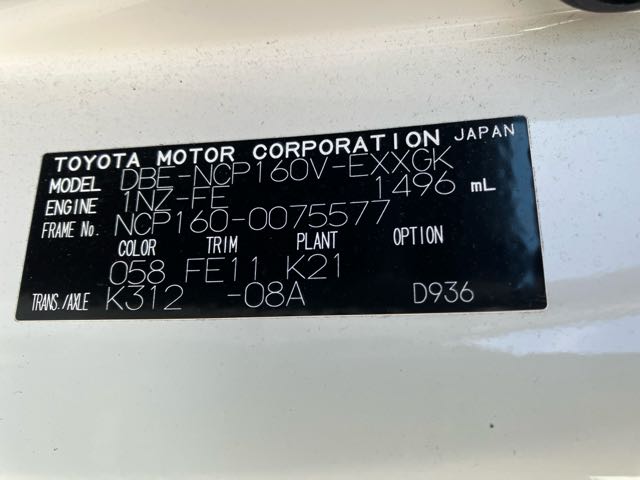 TOYOTA MOTOR CORPORATION JAPAN
MODEL DBE-NCP160V-EXXGK
ENGINE 1NZ-FE 1496 mL
FRAME No. NCP160-0075577
COLOR TRIM PLANT OPTION
058 FE11 K21
TRANS./AXLE K312 -08A D936